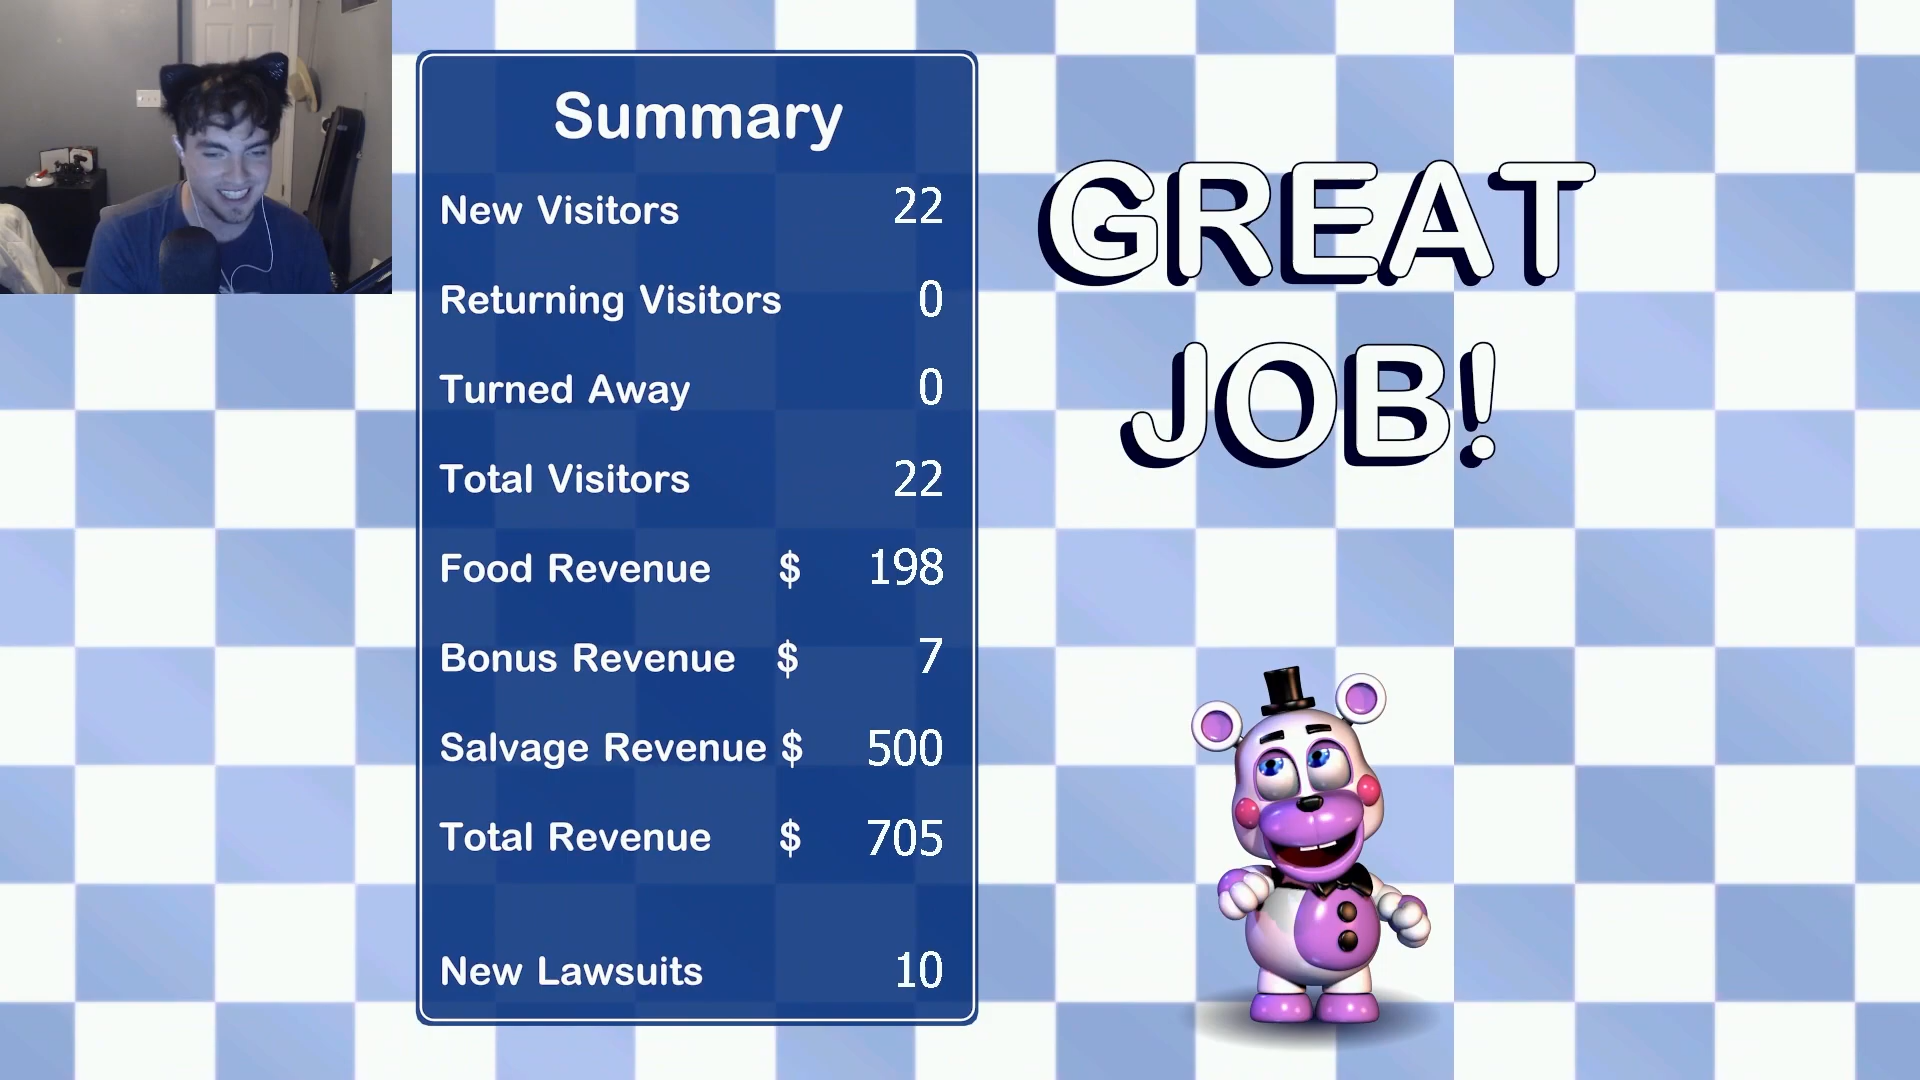 Summary
New Visitors 22
Returning Visitors 0
Turned Away 0
Total Visitors 22
Food Revenue $ 198
Bonus Revenue $ 7
Salvage Revenue $ 500
Total Revenue $ 705
New Lawsuits 10
GREAT
JOB!